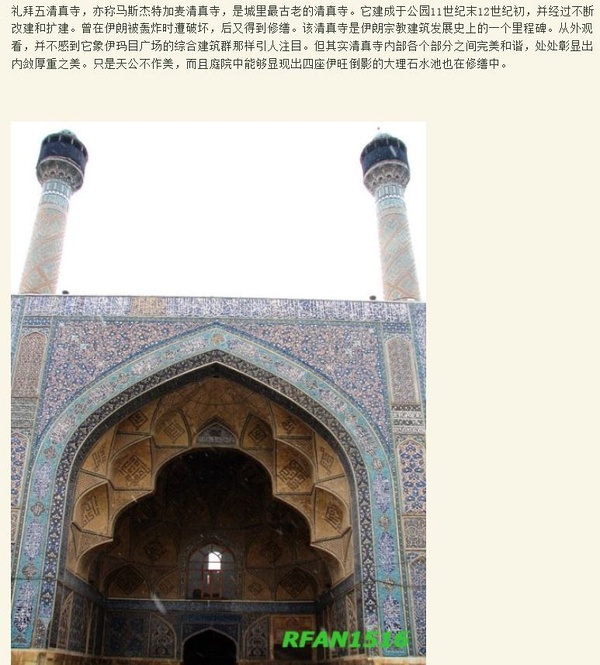 礼拜五清真寺，亦称马斯杰特加麦清真寺，是城里最古老的清真寺。它建成于公园11世纪末12世纪初，并经过不断
改建和扩建。曾在伊朗被轰炸时遭破坏，后又得到修缮。该清真寺是伊朗宗教建筑发展史上的一个里程碑。从外观
看，并不感到它象伊玛目广场的综合建筑群那样引人注目。但其实清真寺内部各个部分之间完美和谐，处处彰显出
内敛厚重之美。只是天公不作美，而且庭院中能够显现出四座伊旺倒影的大理石水池也在修缮中。
RFAN1516